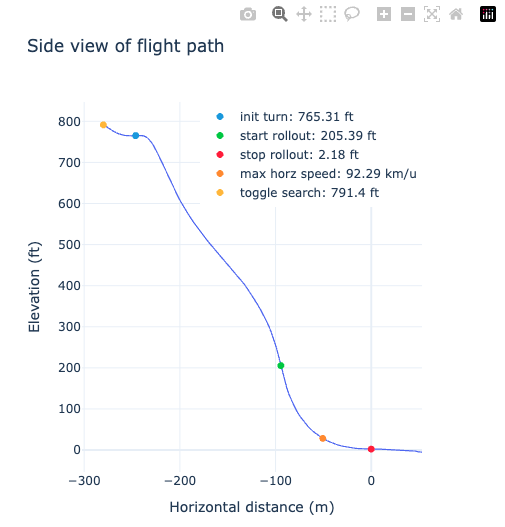 Side view of flight path
init turn: 765.31 ft
start rollout: 205.39 ft
stop rollout: 2.18 ft
max horz speed: 92.29 km/u
toggle search: 791.4 ft
Elevation (ft)
800
700
600
500
400
300
200
100
0
−300
−200
−100
0
Horizontal distance (m)